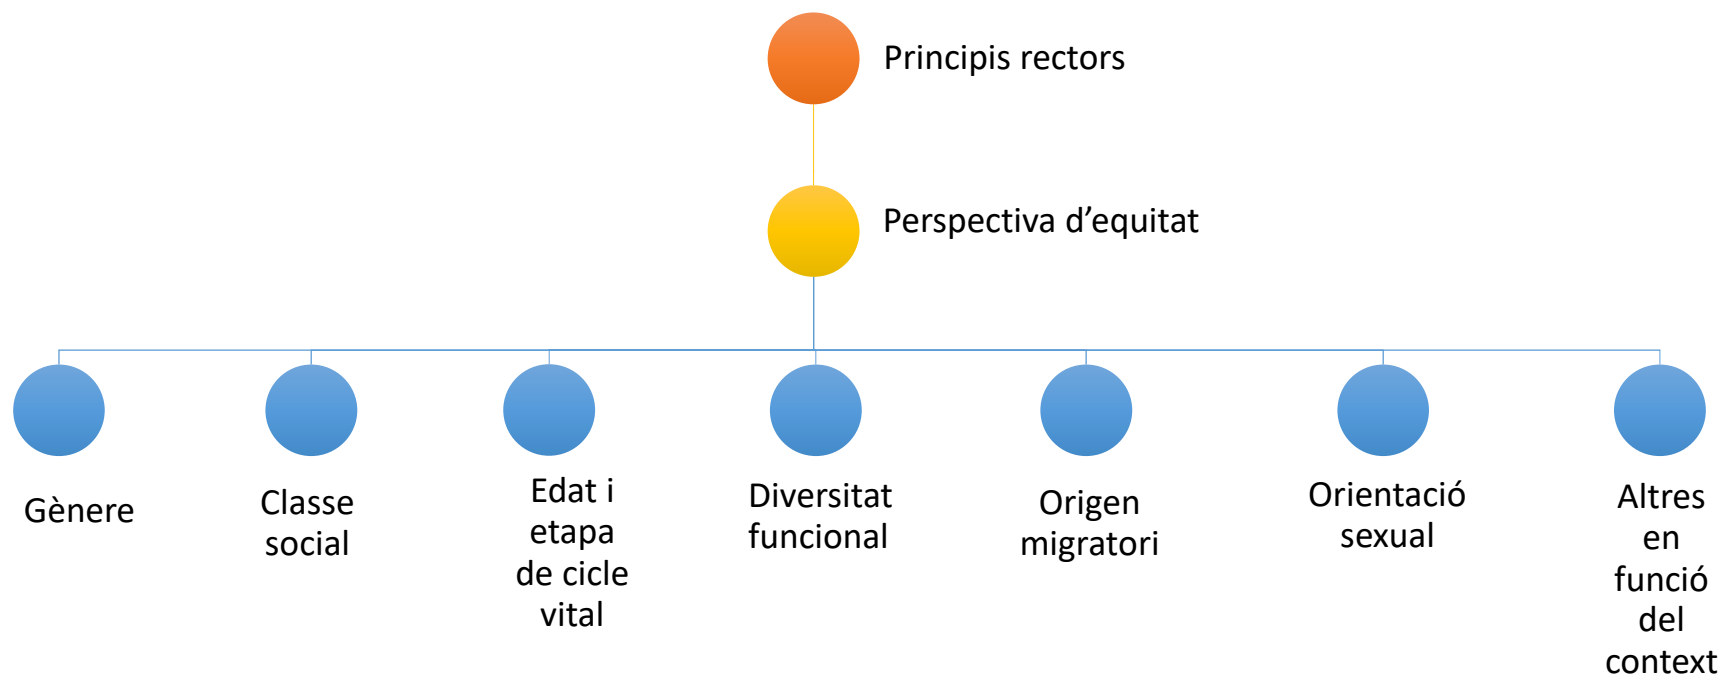 Principis rectors
Perspectiva d’equitat
Gènere
Classe
social
Edat i
etapa
de cicle
vital
Diversitat
funcional
Origen
migratori
Orientació
sexual
Altres
en
funció
del
context